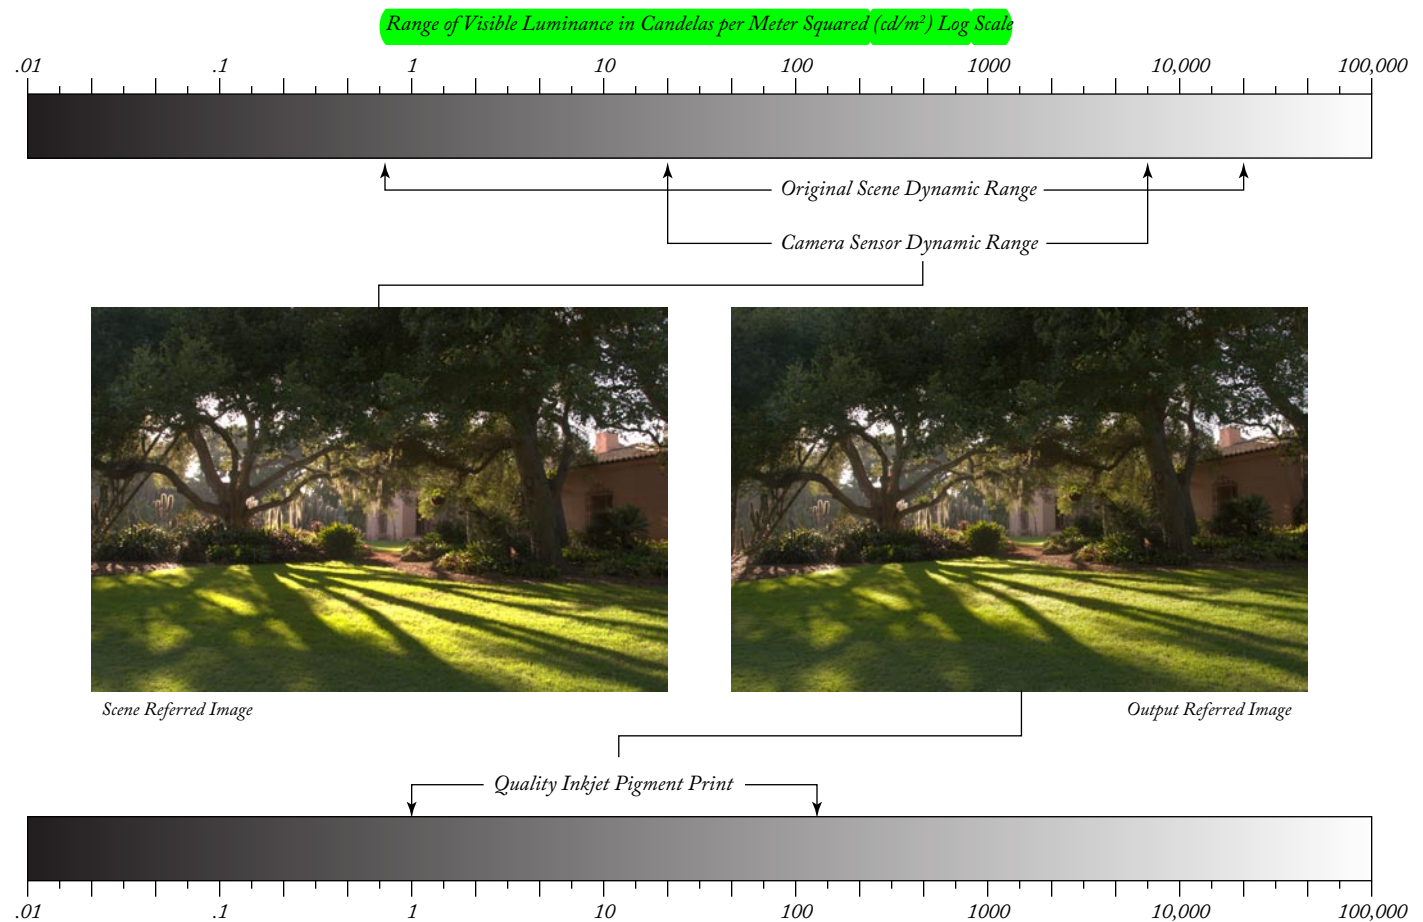 Range of Visible Luminance in Candelas per Meter Squared (cd/m²) Log Scale
.01 .1 1 10 100 1000 10,000 100,000
Original Scene Dynamic Range
Camera Sensor Dynamic Range
Scene Referred Image
Output Referred Image
Quality Inkjet Pigment Print
.01 .1 1 10 100 1000 10,000 100,000